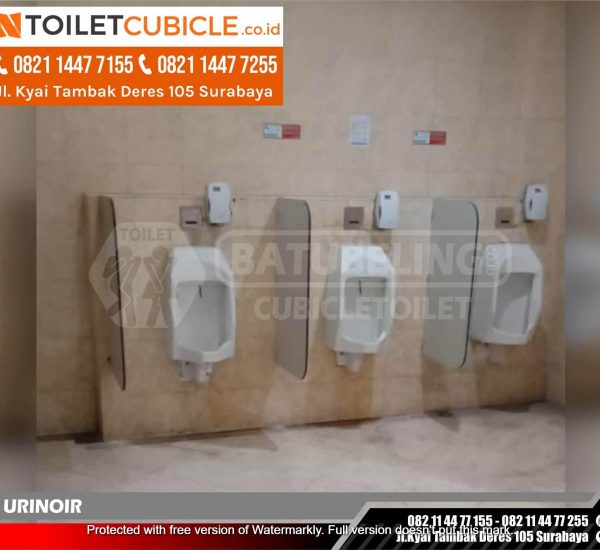 TOILETCUBICLE.co.id
0821 1447 7155 0821 1447 7255
Jl. Kyai Tambak Deres 105 Surabaya
TOILET
BATUBELING
.CO.ID
CUBICLETOILET
URINOIR
082 11 44 77 155 - 082 11 44 77 255
Jl.Kyai Tambak Deres 105 Surabaya
Protected with free version of Watermarkly. Full version doesn't put this mark.